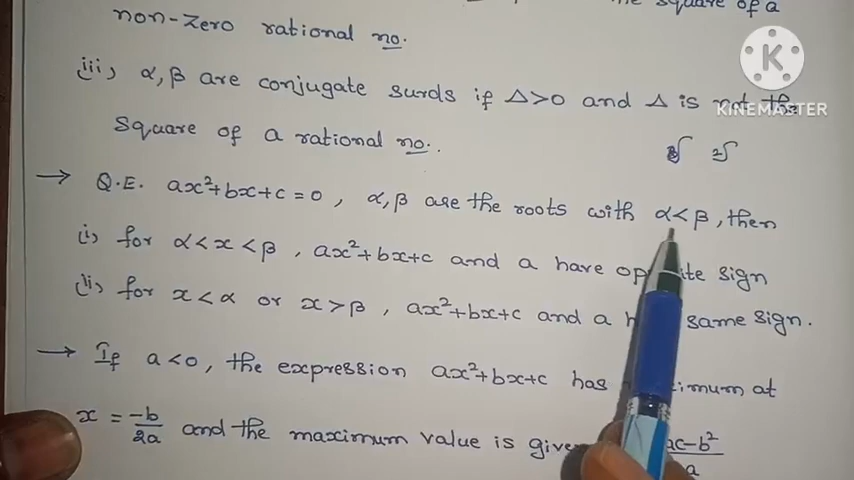 the square of a
non-zero rational no.
K
KINEMASTER
(iii) α, β are conjugate surds if Δ>0 and Δ is not the
square of a rational no.
→ Q.E. ax²+bx+c=0, α, β are the roots with α<β, then
(i) for α<x<β, ax²+bx+c and a have opposite sign
(ii) for x<α or x>β, ax²+bx+c and a same sign.
→ If a<0, the expression ax²+bx+c has at
x = -b/2a and the maximum value is given